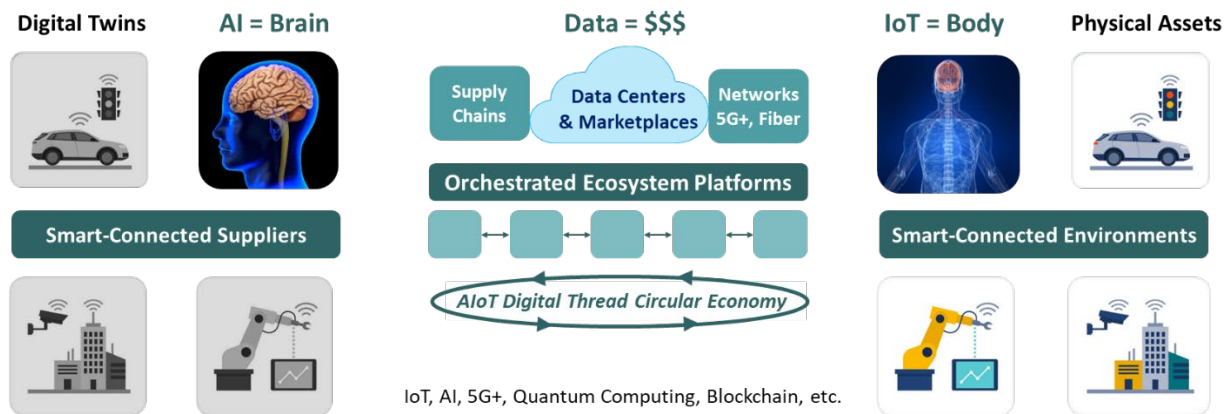 Digital Twins
AI = Brain
Data = $$$
IoT = Body
Physical Assets
Supply
Chains
Data Centers
& Marketplaces
Networks
5G+, Fiber
Orchestrated Ecosystem Platforms
Smart-Connected Suppliers
Smart-Connected Environments
AIoT Digital Thread Circular Economy
IoT, AI, 5G+, Quantum Computing, Blockchain, etc.